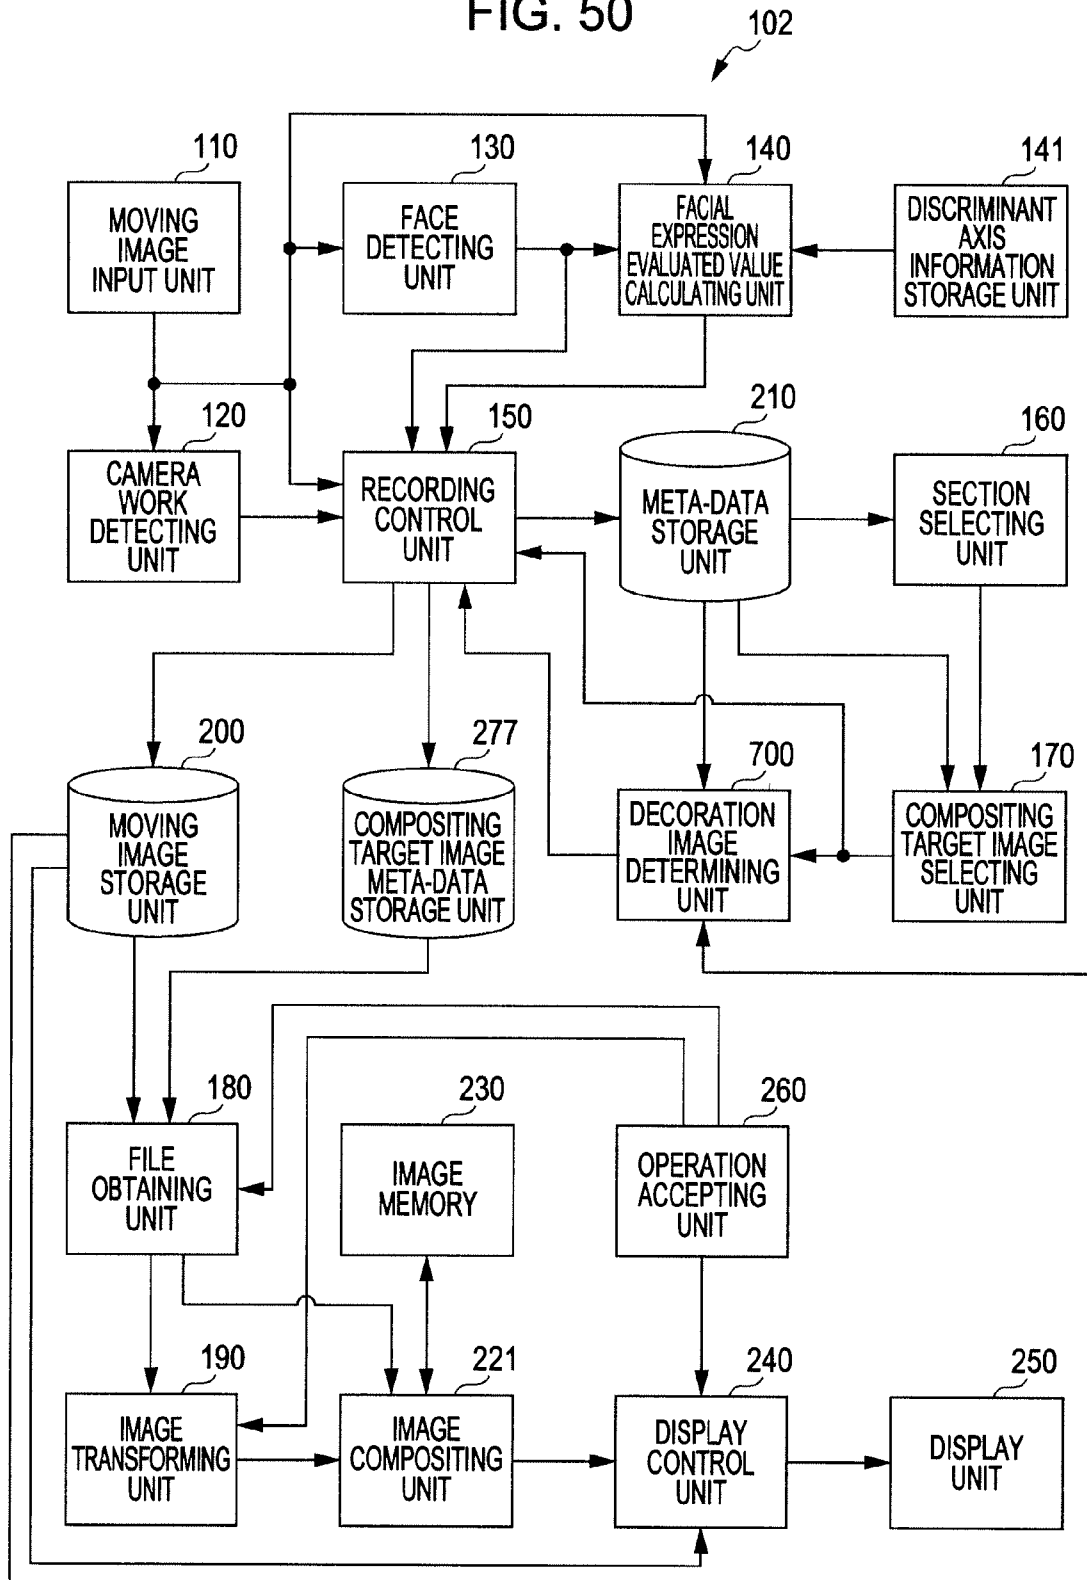 FIG. 50
102
110
MOVING
IMAGE
INPUT UNIT
130
FACE
DETECTING
UNIT
140
FACIAL
EXPRESSION
EVALUATED VALUE
CALCULATING UNIT
141
DISCRIMINANT
AXIS
INFORMATION
STORAGE UNIT
120
CAMERA
WORK
DETECTING
UNIT
150
RECORDING
CONTROL
UNIT
210
META-DATA
STORAGE
UNIT
160
SECTION
SELECTING
UNIT
200
MOVING
IMAGE
STORAGE
UNIT
277
COMPOSITING
TARGET IMAGE
META-DATA
STORAGE UNIT
700
DECORATION
IMAGE
DETERMINING
UNIT
170
COMPOSITING
TARGET IMAGE
SELECTING
UNIT
180
FILE
OBTAINING
UNIT
230
IMAGE
MEMORY
260
OPERATION
ACCEPTING
UNIT
190
IMAGE
TRANSFORMING
UNIT
221
IMAGE
COMPOSITING
UNIT
240
DISPLAY
CONTROL
UNIT
250
DISPLAY
UNIT